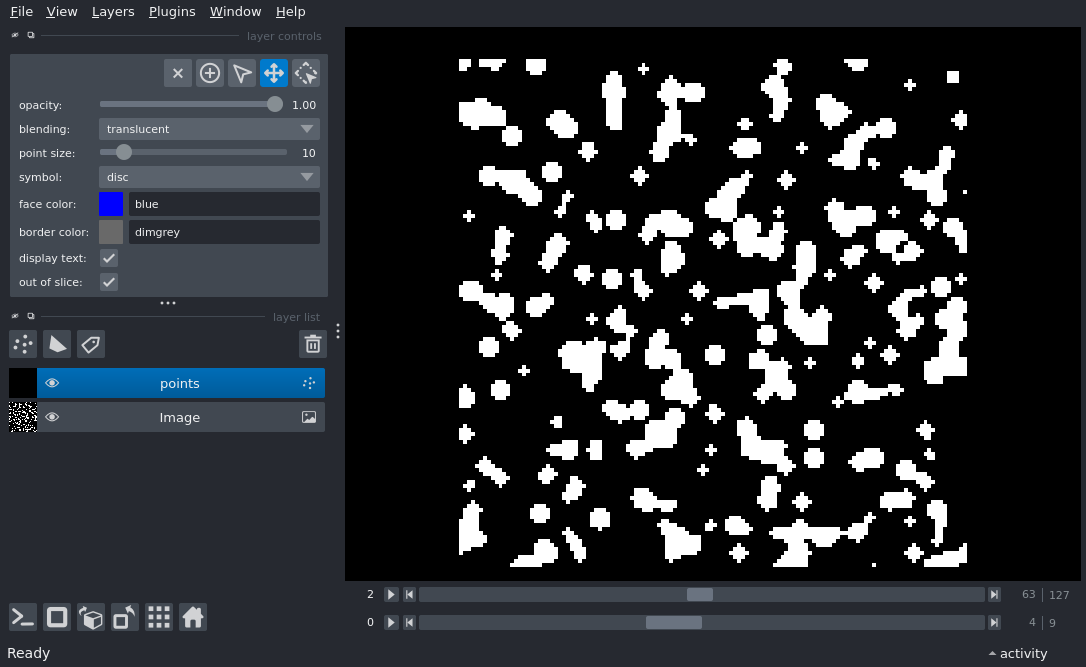 File View Layers Plugins Window Help
layer controls
opacity: 1.00
blending: translucent
point size: 10
symbol: disc
face color: blue
border color: dimgrey
display text:
out of slice:
layer list
points
Image
2 63 127
0 4 9
Ready activity